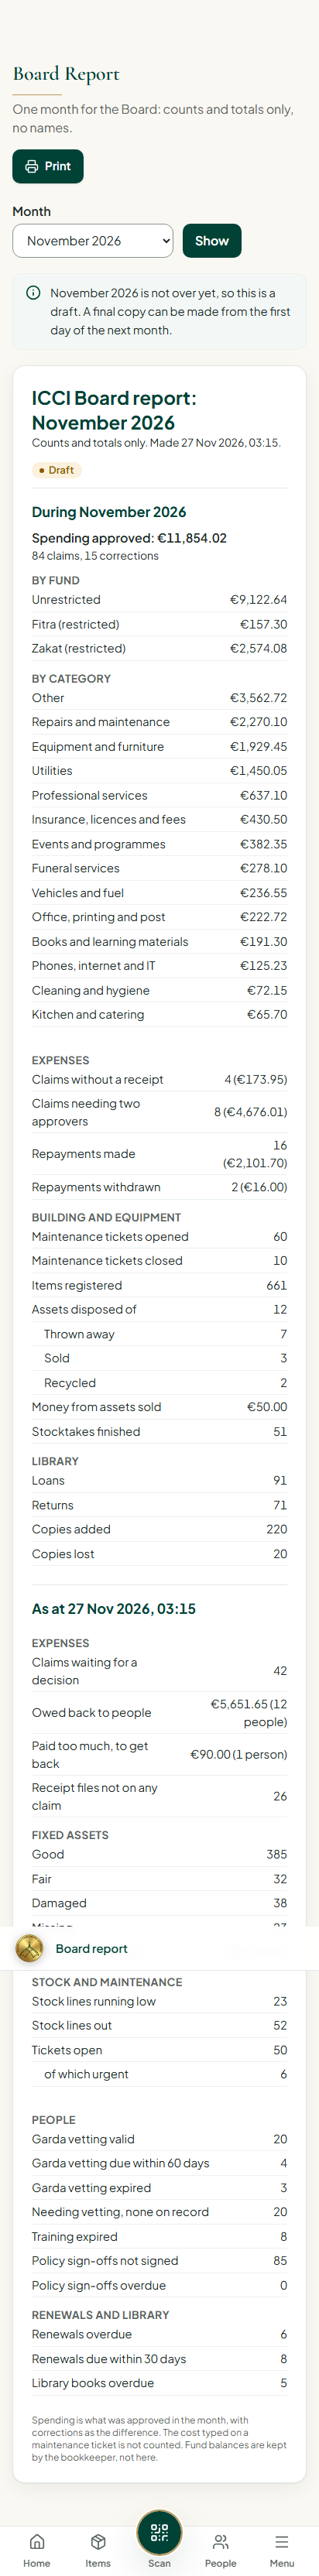 Board Report
One month for the Board: counts and totals only,
no names.
Print
Month
November 2026
Show
November 2026 is not over yet, so this is a
draft. A final copy can be made from the first
day of the next month.
ICCI Board report:
November 2026
Counts and totals only. Made 27 Nov 2026, 03:15.
Draft
During November 2026
Spending approved: €11,854.02
84 claims, 15 corrections
BY FUND
Unrestricted €9,122.64
Fitra (restricted) €157.30
Zakat (restricted) €2,574.08
BY CATEGORY
Other €3,562.72
Repairs and maintenance €2,270.10
Equipment and furniture €1,929.45
Utilities €1,450.05
Professional services €637.10
Insurance, licences and fees €430.50
Events and programmes €382.35
Funeral services €278.10
Vehicles and fuel €236.55
Office, printing and post €222.72
Books and learning materials €191.30
Phones, internet and IT €125.23
Cleaning and hygiene €72.15
Kitchen and catering €65.70
EXPENSES
Claims without a receipt 4 (€173.95)
Claims needing two
approvers 8 (€4,676.01)
Repayments made 16
(€2,101.70)
Repayments withdrawn 2 (€16.00)
BUILDING AND EQUIPMENT
Maintenance tickets opened 60
Maintenance tickets closed 10
Items registered 661
Assets disposed of 12
Thrown away 7
Sold 3
Recycled 2
Money from assets sold €50.00
Stocktakes finished 51
LIBRARY
Loans 91
Returns 71
Copies added 220
Copies lost 20
As at 27 Nov 2026, 03:15
EXPENSES
Claims waiting for a
decision 42
Owed back to people €5,651.65 (12
people)
Paid too much, to get
back €90.00 (1 person)
Receipt files not on any
claim 26
FIXED ASSETS
Good 385
Fair 32
Damaged 38
Board report
STOCK AND MAINTENANCE
Stock lines running low 23
Stock lines out 52
Tickets open 50
of which urgent 6
PEOPLE
Garda vetting valid 20
Garda vetting due within 60 days 4
Garda vetting expired 3
Needing vetting, none on record 20
Training expired 8
Policy sign-offs not signed 85
Policy sign-offs overdue 0
RENEWALS AND LIBRARY
Renewals overdue 6
Renewals due within 30 days 8
Library books overdue 5
Spending is what was approved in the month, with
corrections as the difference. The cost typed on a
maintenance ticket is not counted. Fund balances are kept
by the bookkeeper, not here.
Home Items Scan People Menu